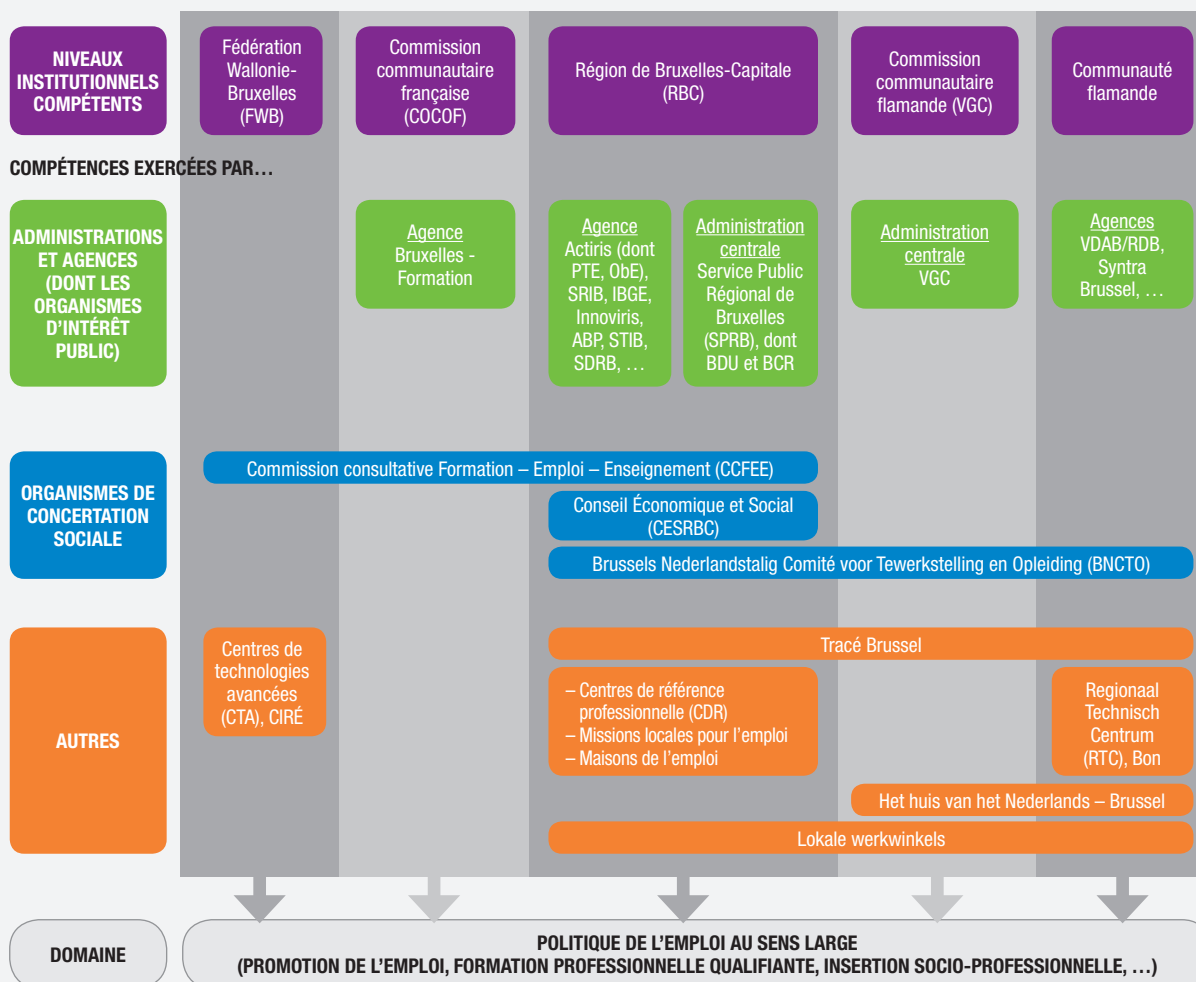 NIVEAUX
INSTITUTIONNELS
COMPÉTENTS
Fédération
Wallonie-
Bruxelles
(FWB)
Commission
communautaire
française
(COCOF)
Région de Bruxelles-Capitale
(RBC)
Commission
communautaire
flamande (VGC)
Communauté
flamande
COMPÉTENCES EXERCÉES PAR…
ADMINISTRATIONS
ET AGENCES
(DONT LES
ORGANISMES
D'INTÉRÊT
PUBLIC)
Agence
Bruxelles -
Formation
Agence
Actiris (dont
PTE, ObE),
SRIB, IBGE,
Innoviris,
ABP, STIB,
SDRB, …
Administration
centrale
Service Public
Régional de
Bruxelles
(SPRB), dont
BDU et BCR
Administration
centrale
VGC
Agences
VDAB/RDB,
Syntra
Brussel, …
ORGANISMES DE
CONCERTATION
SOCIALE
Commission consultative Formation – Emploi – Enseignement (CCFEE)
Conseil Économique et Social
(CESRBC)
Brussels Nederlandstalig Comité voor Tewerkstelling en Opleiding (BNCTO)
AUTRES
Centres de
technologies
avancées
(CTA), CIRÉ
Tracé Brussel
– Centres de référence
professionnelle (CDR)
– Missions locales pour l'emploi
– Maisons de l'emploi
Regionaal
Technisch
Centrum
(RTC), Bon
Het huis van het Nederlands – Brussel
Lokale werkwinkels
DOMAINE
POLITIQUE DE L'EMPLOI AU SENS LARGE
(PROMOTION DE L'EMPLOI, FORMATION PROFESSIONNELLE QUALIFIANTE, INSERTION SOCIO-PROFESSIONNELLE, …)